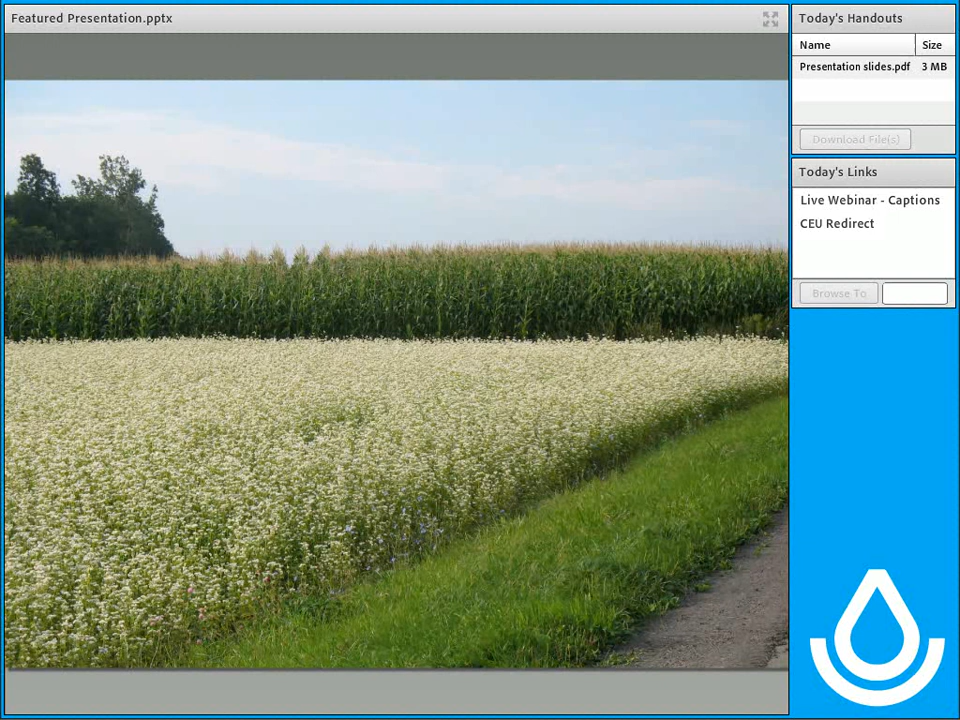 Featured Presentation.pptx
Today's Handouts
Name Size
Presentation slides.pdf 3 MB
Download File(s)
Today's Links
Live Webinar - Captions
CEU Redirect
Browse To